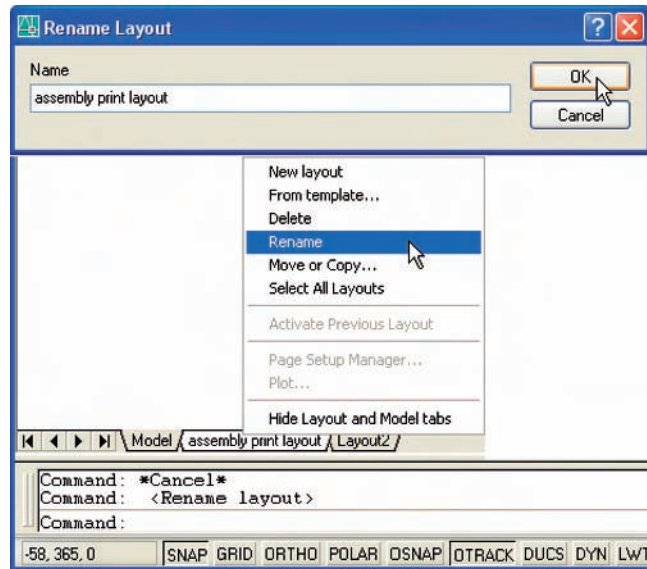 Rename Layout
Name
assembly print layout
OK
Cancel
New layout
From template...
Delete
Rename
Move or Copy...
Select All Layouts
Activate Previous Layout
Page Setup Manager...
Plot...
Hide Layout and Model tabs
Model assembly print layout Layout2
Command: *Cancel*
Command: <Rename layout>
Command:
-58, 365, 0 SNAP GRID ORTHO POLAR OSNAP OTRACK DUCS DYN LWT